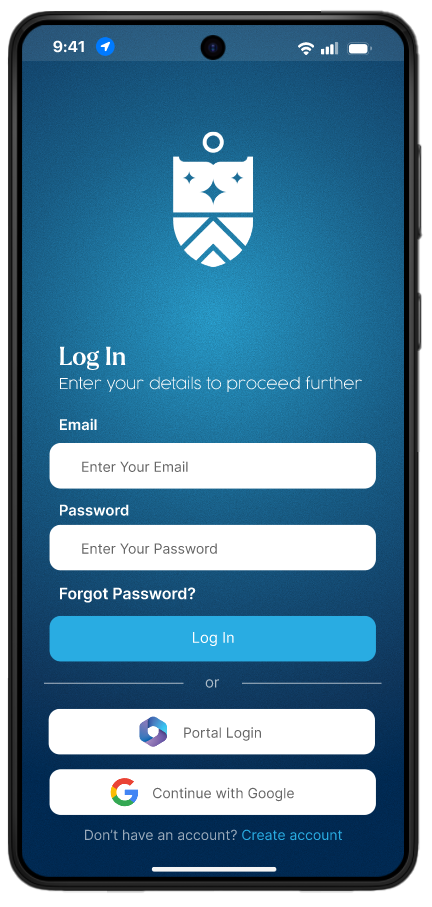 9:41
Log In
Enter your details to proceed further
Email
Enter Your Email
Password
Enter Your Password
Forgot Password?
Log In
or
Portal Login
Continue with Google
Don't have an account? Create account